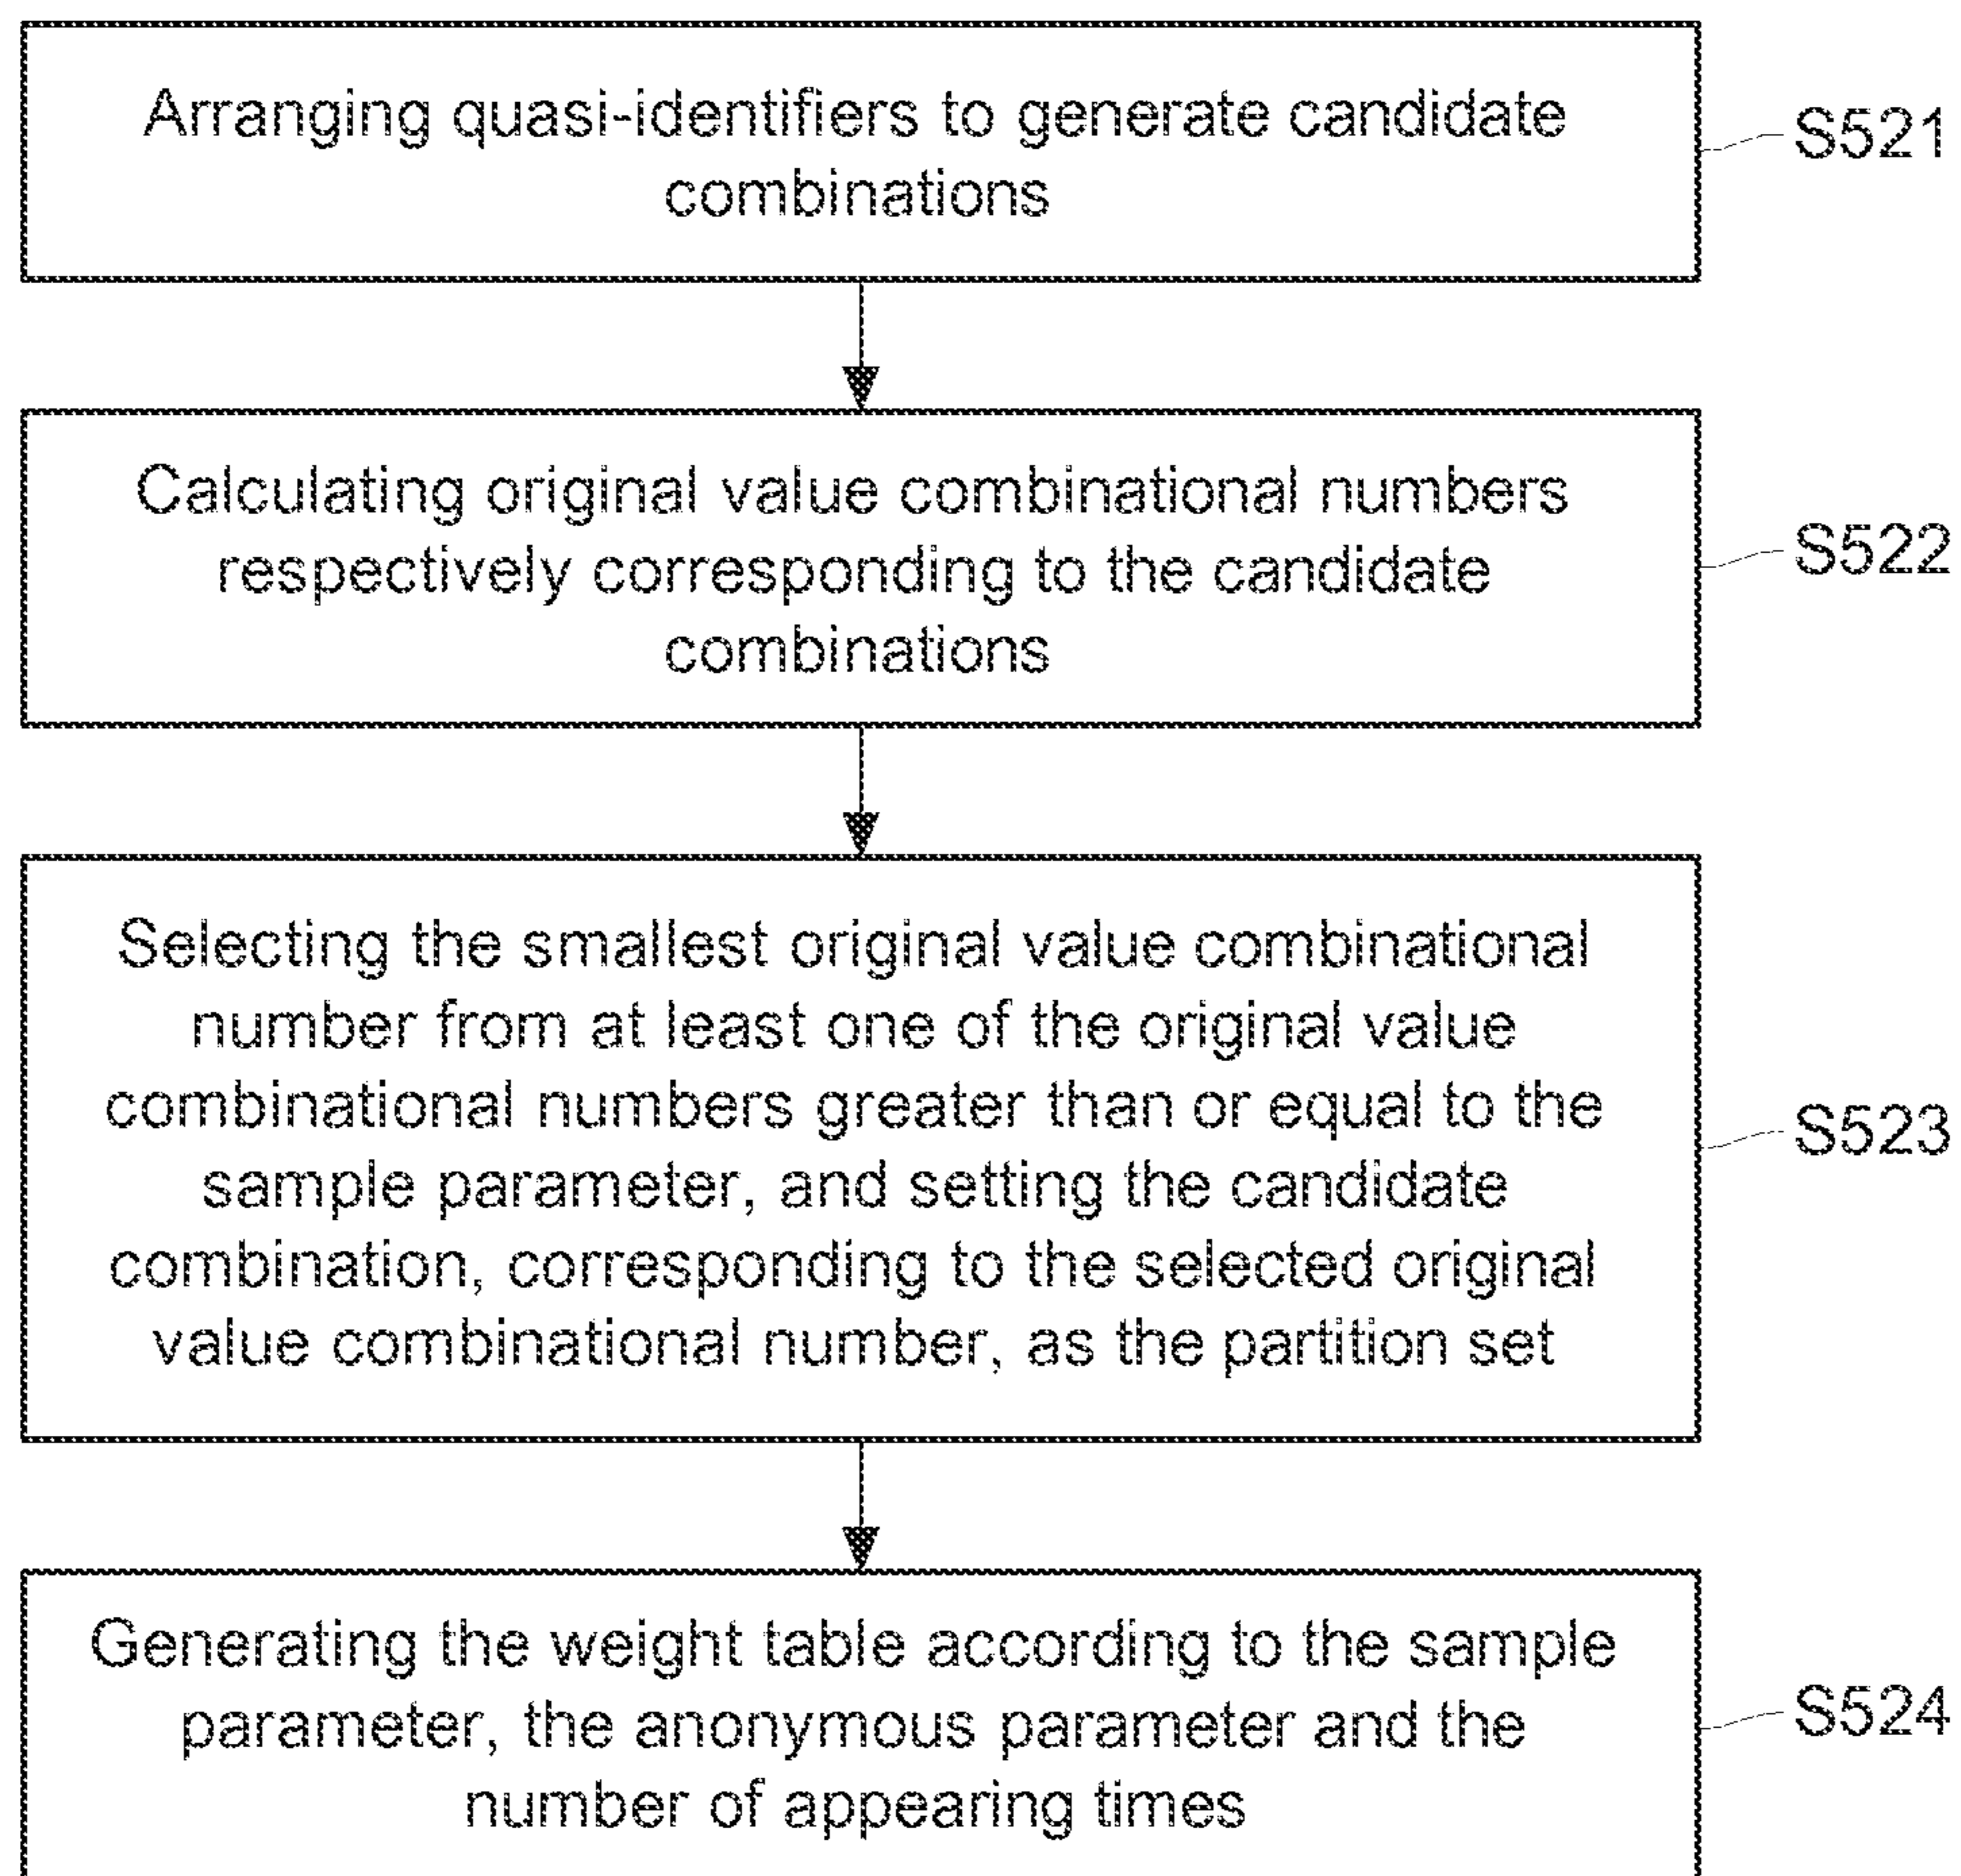 Arranging quasi-identifiers to generate candidate
combinations
S521
Calculating original value combinational numbers
respectively corresponding to the candidate
combinations
S522
Selecting the smallest original value combinational
number from at least one of the original value
combinational numbers greater than or equal to the
sample parameter, and setting the candidate
combination, corresponding to the selected original
value combinational number, as the partition set
S523
Generating the weight table according to the sample
parameter, the anonymous parameter and the
number of appearing times
S524